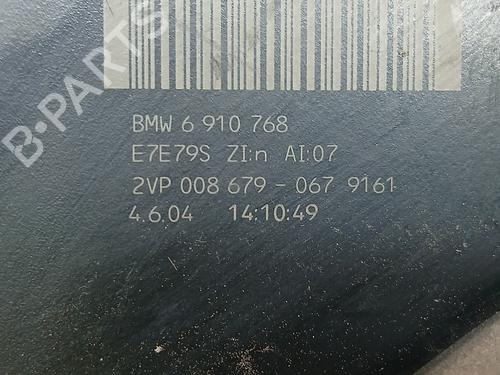 B-PARTS
BMW 6 910 768
E7E79S ZI:n AI:07
2VP 008 679 - 067 9161
4.6.04 14:10:49